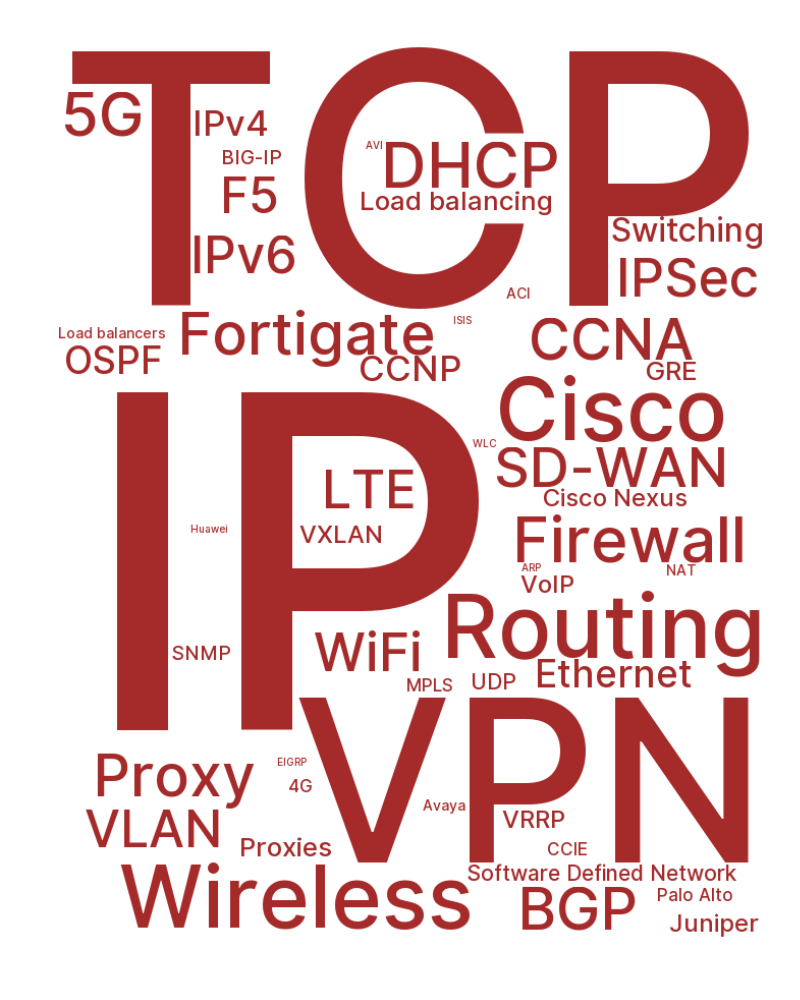 TCP
5G
IPv4
AVI
DHCP
BIG-IP
F5
Load balancing
Switching
IPv6
IPSec
ACI
ISIS
Load balancers
Fortigate
CCNA
OSPF
CCNP
GRE
Cisco
IP
WLC
SD-WAN
LTE
Cisco Nexus
Huawei
VXLAN
Firewall
ARP
NAT
VoIP
Routing
SNMP
WiFi
Ethernet
MPLS
UDP
VPN
Proxy
EIGRP
4G
Avaya
VRRP
VLAN
Proxies
CCIE
Software Defined Network
Wireless
BGP
Palo Alto
Juniper